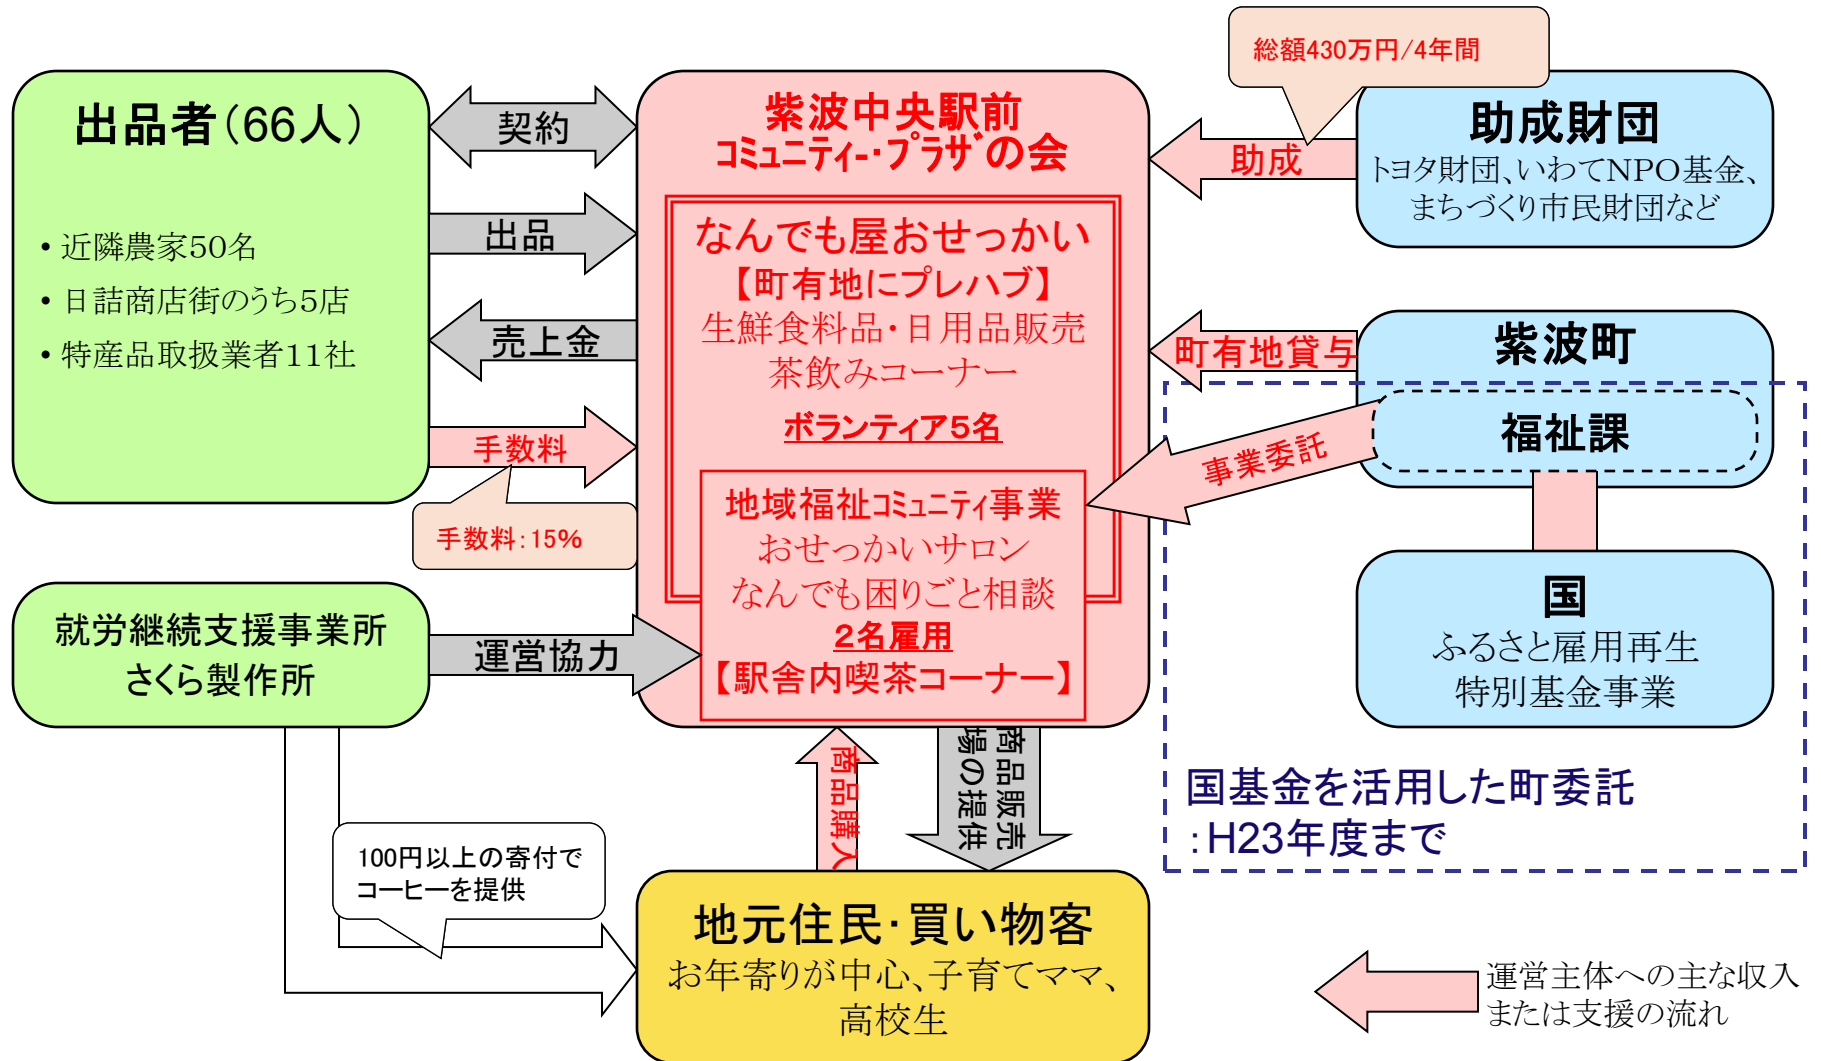 総額430万円/4年間
出品者（66人）
・近隣農家50名
・日詰商店街のうち5店
・特産品取扱業者11社
契約
出品
売上金
手数料
手数料：15%
紫波中央駅前
コミュニティｰ・プラザの会
なんでも屋おせっかい
【町有地にプレハブ】
生鮮食料品・日用品販売
茶飲みコーナー
ボランティア5名
地域福祉コミュニティ事業
おせっかいサロン
なんでも困りごと相談
2名雇用
【駅舎内喫茶コーナー】
助成
助成財団
トヨタ財団、いわてNPO基金、
まちづくり市民財団など
町有地貸与
紫波町
福祉課
事業委託
国
ふるさと雇用再生
特別基金事業
国基金を活用した町委託
：H23年度まで
就労継続支援事業所
さくら製作所
運営協力
商品購入
商品販売
場の提供
100円以上の寄付で
コーヒーを提供
地元住民・買い物客
お年寄りが中心、子育てママ、
高校生
運営主体への主な収入
または支援の流れ